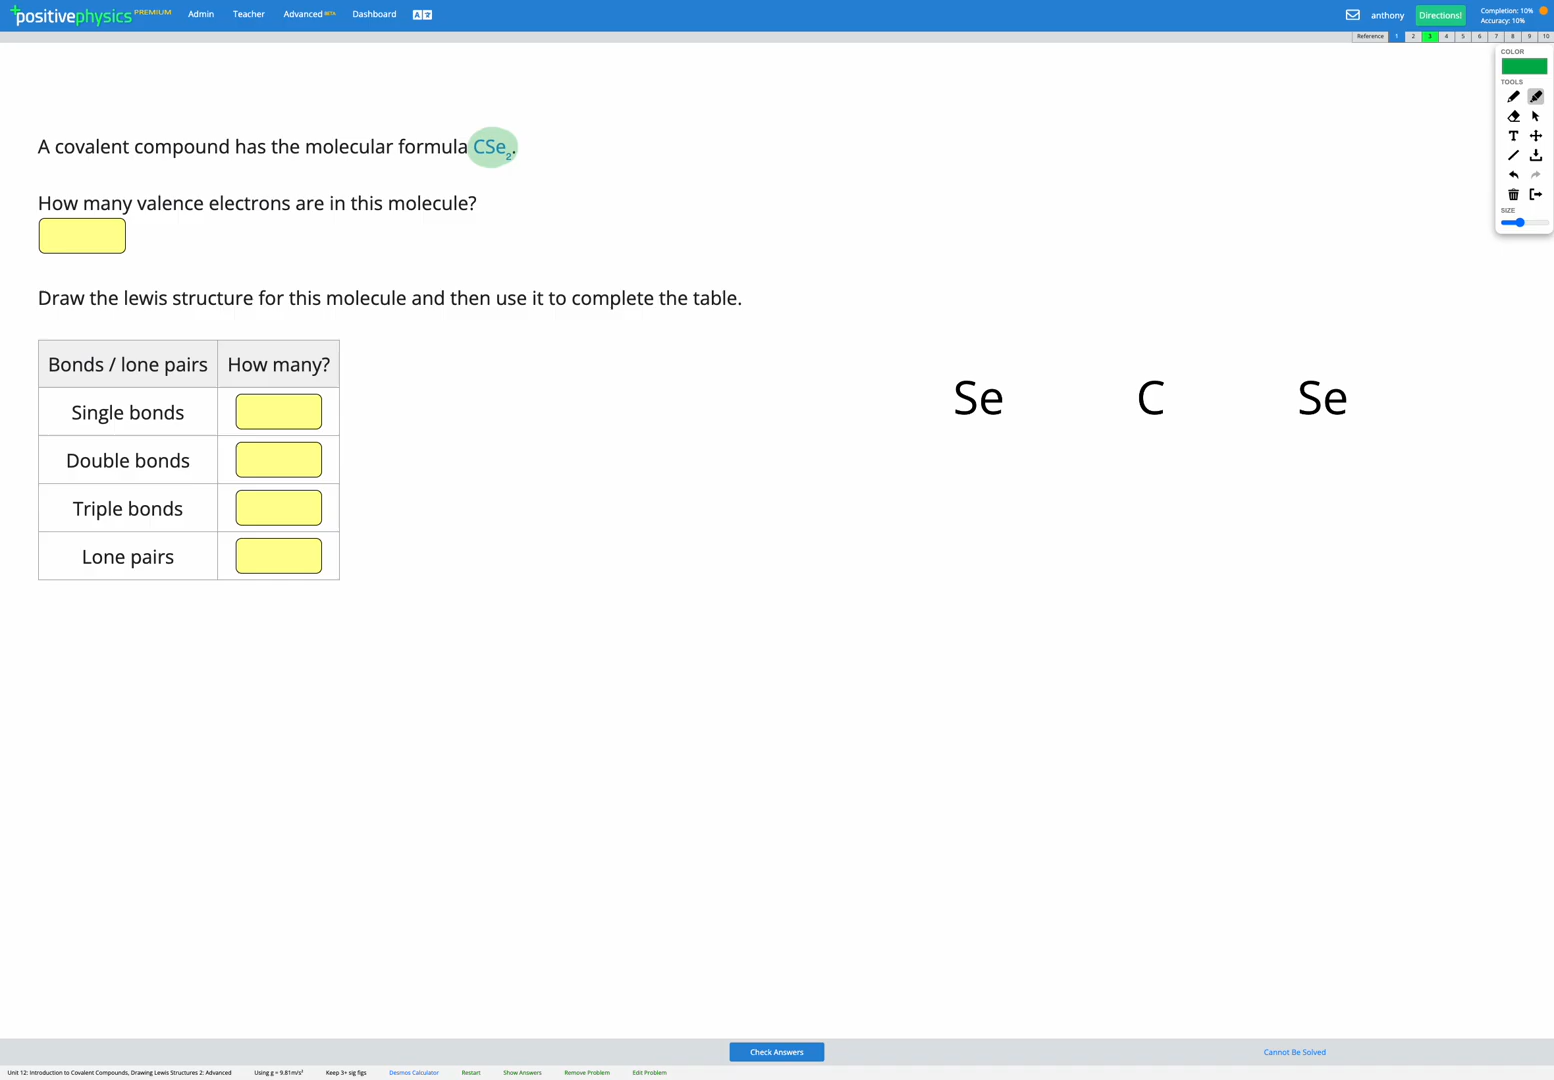 +positivephysics PREMIUM Admin Teacher Advanced BETA Dashboard anthony Directions! Completion: 10%
Accuracy: 10%
Reference 1 2 3 4 5 6 7 8 9 10
COLOR
TOOLS
SIZE
A covalent compound has the molecular formula CSe₂.
How many valence electrons are in this molecule?
Draw the lewis structure for this molecule and then use it to complete the table.
Bonds / lone pairs How many?
Single bonds
Double bonds
Triple bonds
Lone pairs
Se C Se
Check Answers Cannot Be Solved
Unit 12: Introduction to Covalent Compounds, Drawing Lewis Structures 2: Advanced Using g = 9.81m/s² Keep 3+ sig figs Desmos Calculator Restart Show Answers Remove Problem Edit Problem